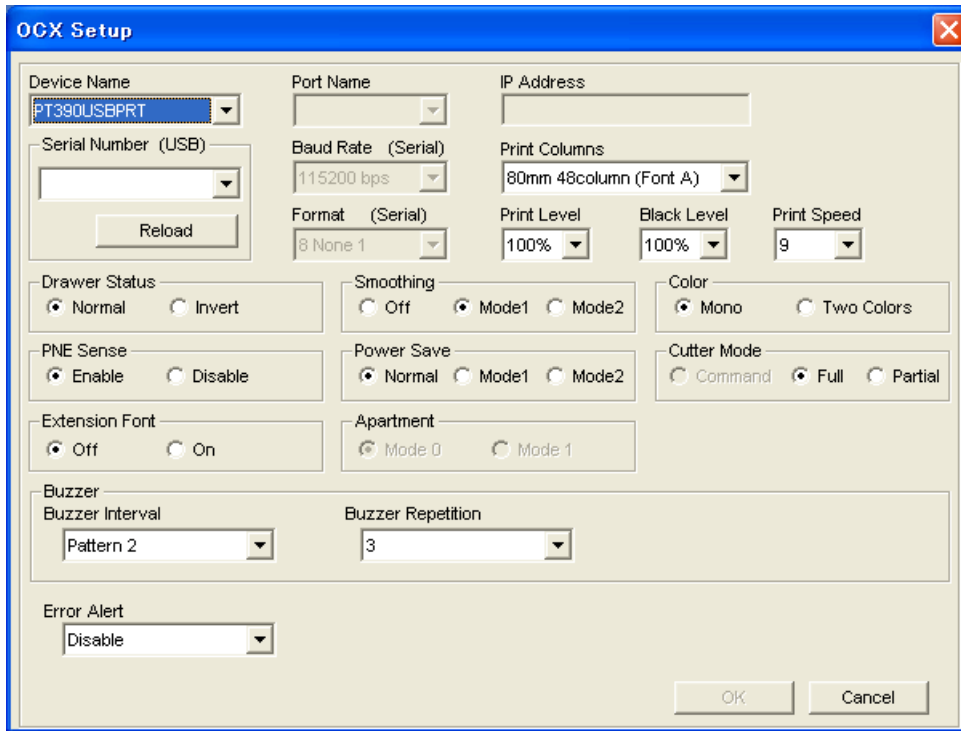 OCX Setup
Device Name
Port Name
IP Address
PT390USBPRT
Serial Number (USB)
Baud Rate (Serial)
Print Columns
115200 bps
80mm 48column (Font A)
Reload
Format (Serial)
Print Level
Black Level
Print Speed
8 None 1
100%
100%
9
Drawer Status
Normal
Invert
Smoothing
Off
Mode1
Mode2
Color
Mono
Two Colors
PNE Sense
Enable
Disable
Power Save
Normal
Mode1
Mode2
Cutter Mode
Command
Full
Partial
Extension Font
Off
On
Apartment
Mode 0
Mode 1
Buzzer
Buzzer Interval
Buzzer Repetition
Pattern 2
3
Error Alert
Disable
OK
Cancel